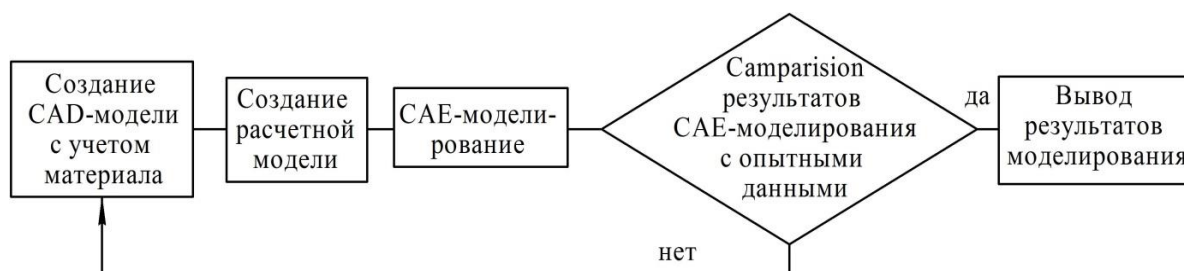 Создание
CAD-модели
с учетом
материала
Создание
расчетной
модели
CAE-модели-
рование
Camparision
результатов
CAE-моделирования
с опытными
данными
да
Вывод
результатов
моделирования
нет